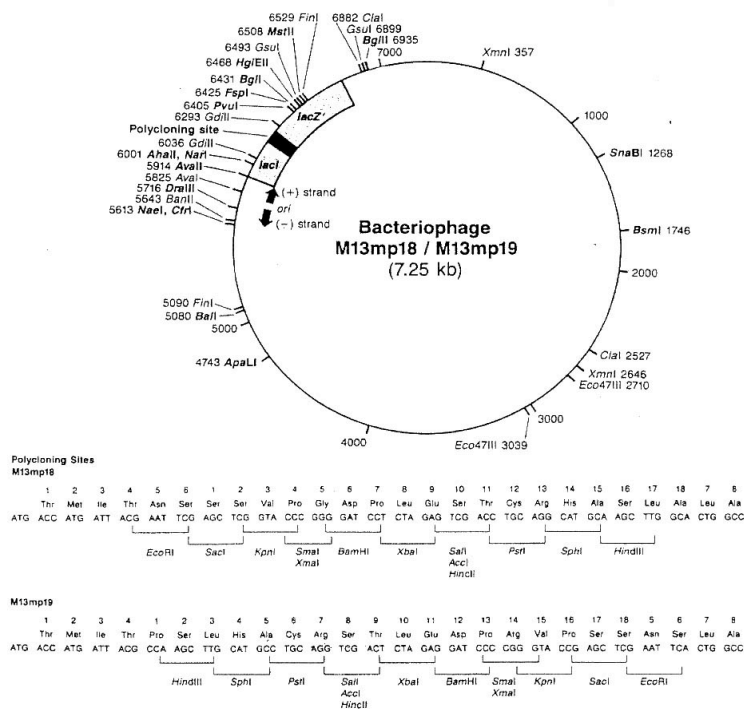 6529 FinI
6508 MstII
6493 GsuI
6468 HgiEII
6431 BglI
6425 FspI
6405 PvuI
6293 GdiII
Polycloning site
6036 GdiII
6001 AhaII, NarI
5914 AvaII
5825 AvaI
5716 DraIII
5643 BanII
5613 NaeI, CfrI
6882 ClaI
GsuI 6899
BglII 6935
7000
XmnI 357
1000
SnaBI 1268
BsmI 1746
2000
ClaI 2527
XmnI 2646
Eco47III 2710
3000
Eco47III 3039
4000
4743 ApaLI
5000
5080 BalI
5090 FinI
lacZ'
lacI
(+) strand
ori
(−) strand
Bacteriophage
M13mp18 / M13mp19
(7.25 kb)
Polycloning Sites
M13mp18
1 2 3 4 5 6 1 2 3 4 5 6 7 8 9 10 11 12 13 14 15 16 17 18 7 8
Thr Met Ile Thr Asn Ser Ser Ser Val Pro Gly Asp Pro Leu Glu Ser Thr Cys Arg His Ala Ser Leu Ala Leu Ala
ATG ACC ATG ATT ACG AAT TCG AGC TCG GTA CCC GGG GAT CCT CTA GAG TCG ACC TGC AGG CAT GCA AGC TTG GCA CTG GCC
EcoRI SacI KpnI SmaI BamHI XbaI SalI PstI SphI HindIII
XmaI AccI
HincII
M13mp19
1 2 3 4 1 2 3 4 5 6 7 8 9 10 11 12 13 14 15 16 17 18 5 6 7 8
Thr Met Ile Thr Pro Ser Leu His Ala Cys Arg Ser Thr Leu Glu Asp Pro Arg Val Pro Ser Ser Asn Ser Leu Ala
ATG ACC ATG ATT ACG CCA AGC TTG CAT GCC TGC AGG TCG ACT CTA GAG GAT CCC CGG GTA CCG AGC TCG AAT TCA CTG GCC
HindIII SphI PstI SalI XbaI BamHI SmaI KpnI SacI EcoRI
AccI XmaI
HincII